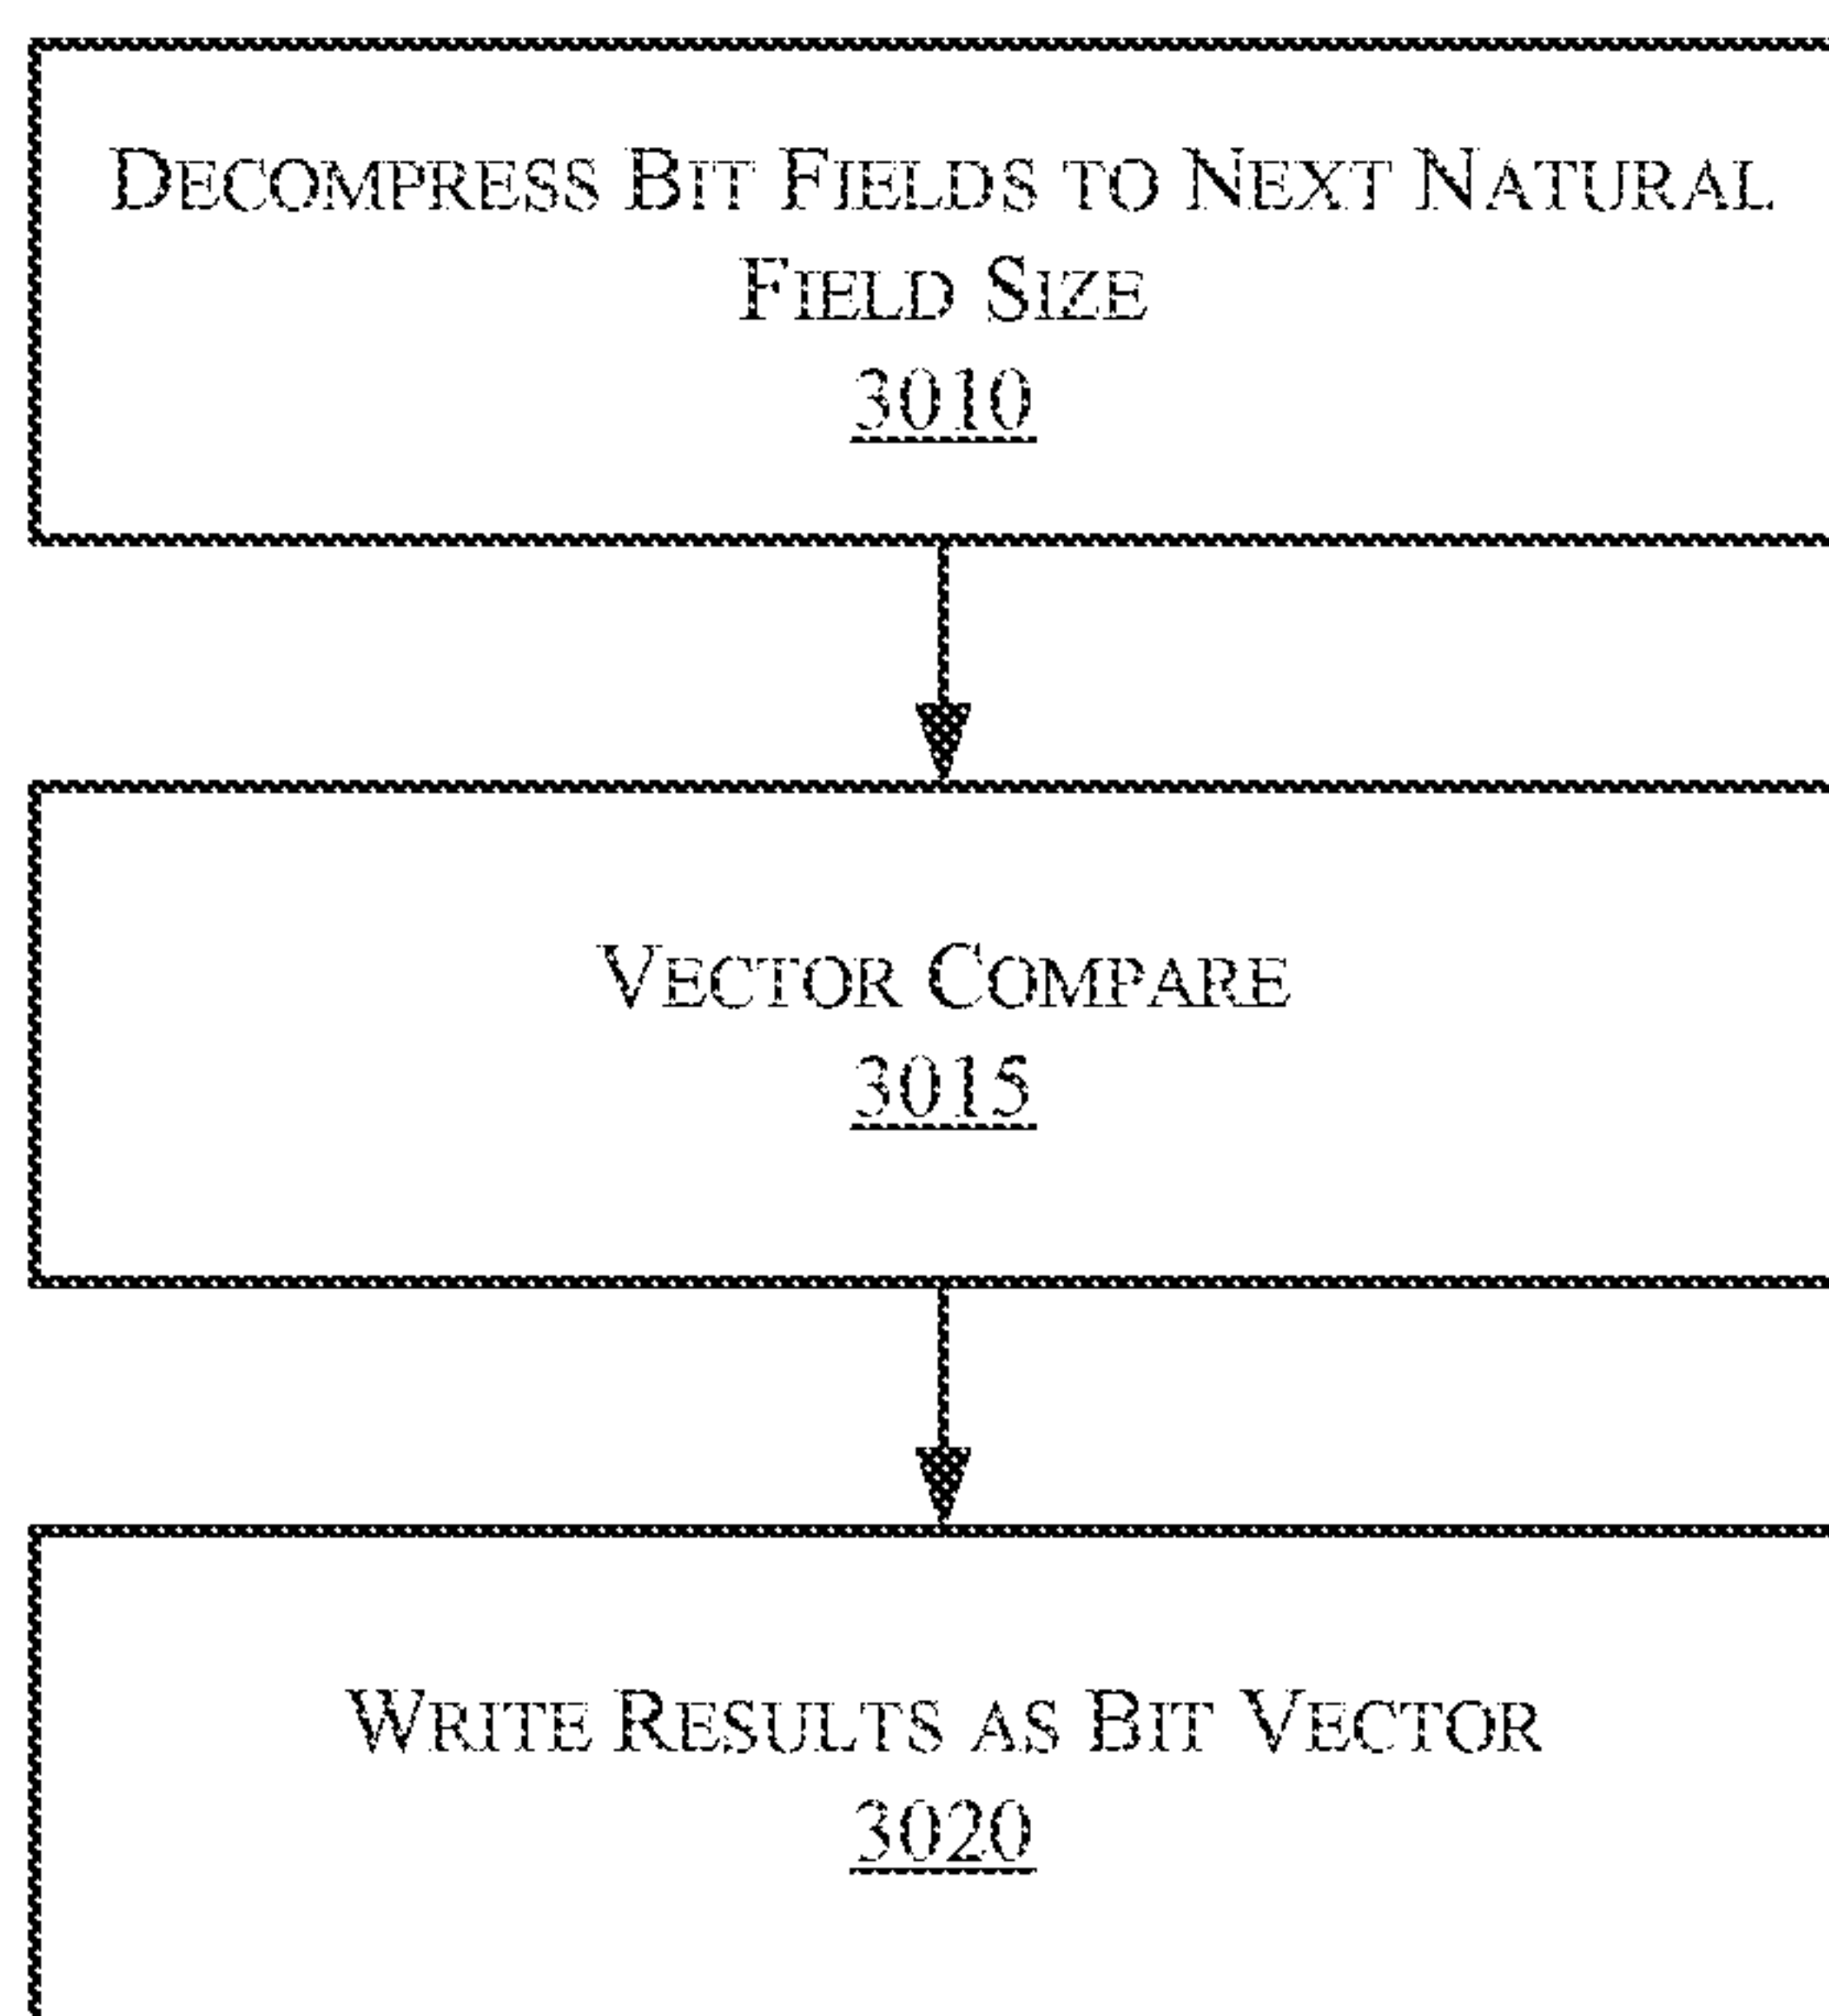 Decompress Bit Fields to Next Natural
Field Size
3010
Vector Compare
3015
Write Results as Bit Vector
3020